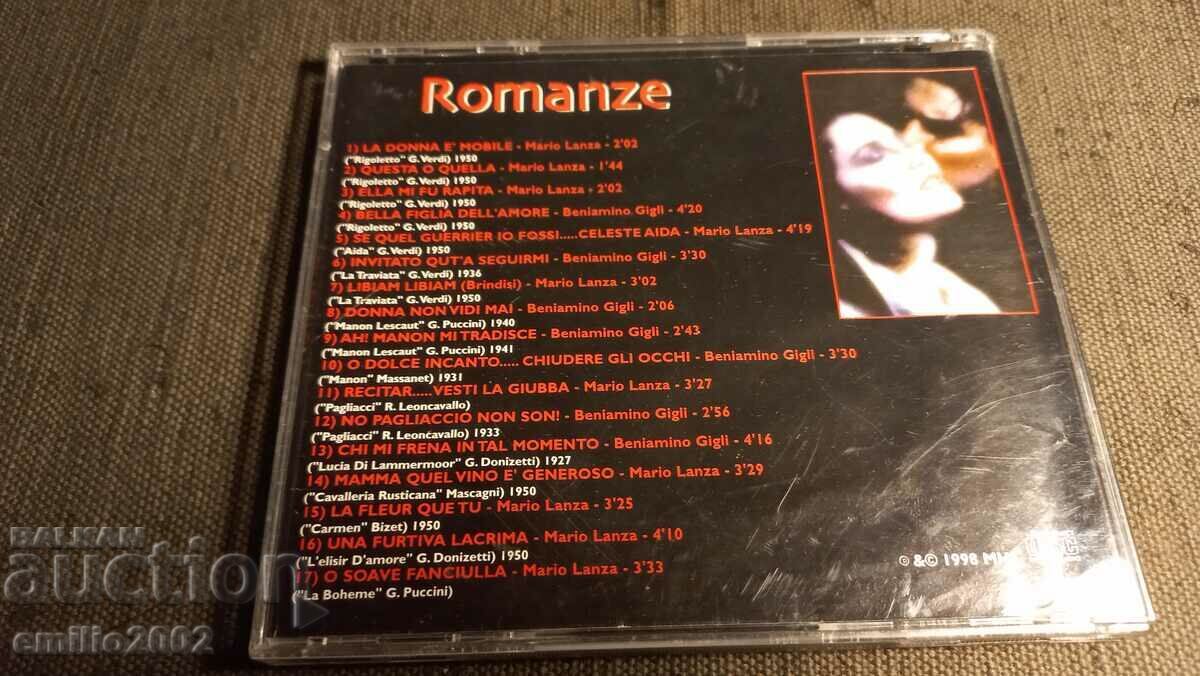 Romanze
1) LA DONNA E' MOBILE - Mario Lanza - 2'02
("Rigoletto" G. Verdi) 1950
2) QUESTA O QUELLA - Mario Lanza - 1'44
("Rigoletto" G. Verdi) 1950
3) ELLA MI FU RAPITA - Mario Lanza - 2'02
("Rigoletto" G. Verdi) 1950
4) BELLA FIGLIA DELL'AMORE - Beniamino Gigli - 4'20
("Rigoletto" G. Verdi) 1950
5) SE QUEL GUERRIER IO FOSSI.....CELESTE AIDA - Mario Lanza - 4'19
("Aida" G. Verdi) 1950
6) INVITATO QUT'A SEGUIRMI - Beniamino Gigli - 3'30
("La Traviata" G. Verdi) 1936
7) LIBIAM LIBIAM (Brindisi) - Mario Lanza - 3'02
("La Traviata" G. Verdi) 1950
8) DONNA NON VIDI MAI - Beniamino Gigli - 2'06
("Manon Lescaut" G. Puccini) 1940
9) AH! MANON MI TRADISCE - Beniamino Gigli - 2'43
("Manon Lescaut" G. Puccini) 1941
10) O DOLCE INCANTO..... CHIUDERE GLI OCCHI - Beniamino Gigli - 3'30
("Manon" Massanet) 1931
11) RECITAR.....VESTI LA GIUBBA - Mario Lanza - 3'27
("Pagliacci" R. Leoncavallo)
12) NO PAGLIACCIO NON SON! - Beniamino Gigli - 2'56
("Pagliacci" R. Leoncavallo) 1933
13) CHI MI FRENA IN TAL MOMENTO - Beniamino Gigli - 4'16
("Lucia Di Lammermoor" G. Donizetti) 1927
14) MAMMA QUEL VINO E' GENEROSO - Mario Lanza - 3'29
("Cavalleria Rusticana" Mascagni) 1950
15) LA FLEUR QUE TU - Mario Lanza - 3'25
("Carmen" Bizet) 1950
16) UNA FURTIVA LACRIMA - Mario Lanza - 4'10
("L'elisir D'amore" G. Donizetti) 1950
17) O SOAVE FANCIULLA - Mario Lanza - 3'33
("La Boheme" G. Puccini)
℗ &© 1998
BALKAN
auction
emilio2002